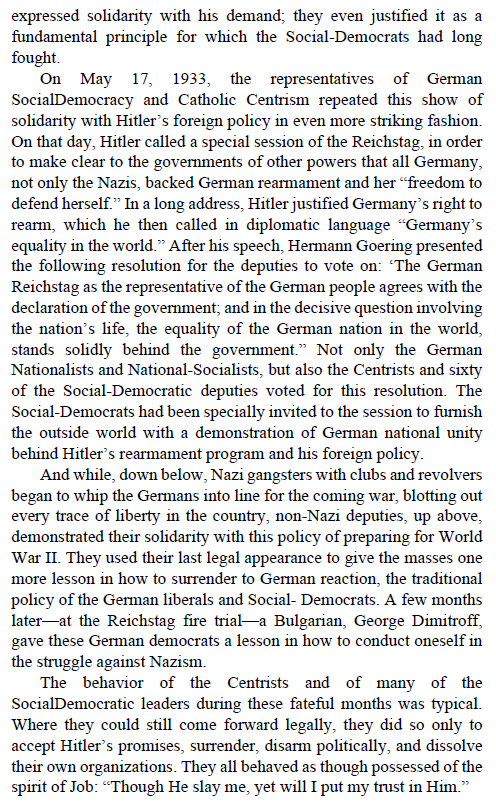 expressed solidarity with his demand; they even justified it as a
fundamental principle for which the Social-Democrats had long
fought.
On May 17, 1933, the representatives of German
SocialDemocracy and Catholic Centrism repeated this show of
solidarity with Hitler’s foreign policy in even more striking fashion.
On that day, Hitler called a special session of the Reichstag, in order
to make clear to the governments of other powers that all Germany,
not only the Nazis, backed German rearmament and her “freedom to
defend herself.” In a long address, Hitler justified Germany’s right to
rearm, which he then called in diplomatic language “Germany’s
equality in the world.” After his speech, Hermann Goering presented
the following resolution for the deputies to vote on: ‘The German
Reichstag as the representative of the German people agrees with the
declaration of the government; and in the decisive question involving
the nation’s life, the equality of the German nation in the world,
stands solidly behind the government.” Not only the German
Nationalists and National-Socialists, but also the Centrists and sixty
of the Social-Democratic deputies voted for this resolution. The
Social-Democrats had been specially invited to the session to furnish
the outside world with a demonstration of German national unity
behind Hitler’s rearmament program and his foreign policy.
And while, down below, Nazi gangsters with clubs and revolvers
began to whip the Germans into line for the coming war, blotting out
every trace of liberty in the country, non-Nazi deputies, up above,
demonstrated their solidarity with this policy of preparing for World
War II. They used their last legal appearance to give the masses one
more lesson in how to surrender to German reaction, the traditional
policy of the German liberals and Social- Democrats. A few months
later—at the Reichstag fire trial—a Bulgarian, George Dimitroff,
gave these German democrats a lesson in how to conduct oneself in
the struggle against Nazism.
The behavior of the Centrists and of many of the
SocialDemocratic leaders during these fateful months was typical.
Where they could still come forward legally, they did so only to
accept Hitler’s promises, surrender, disarm politically, and dissolve
their own organizations. They all behaved as though possessed of the
spirit of Job: “Though He slay me, yet will I put my trust in Him.”